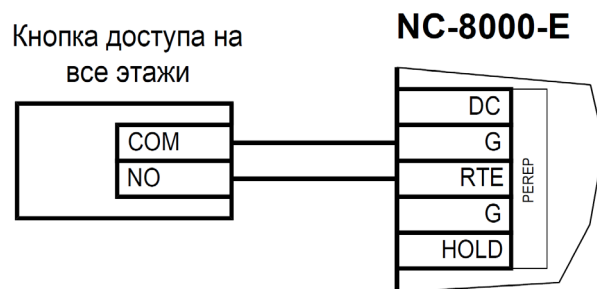 Кнопка доступа на
все этажи
NC-8000-E
COM
NO
DC
G
RTE
G
HOLD
PEREP